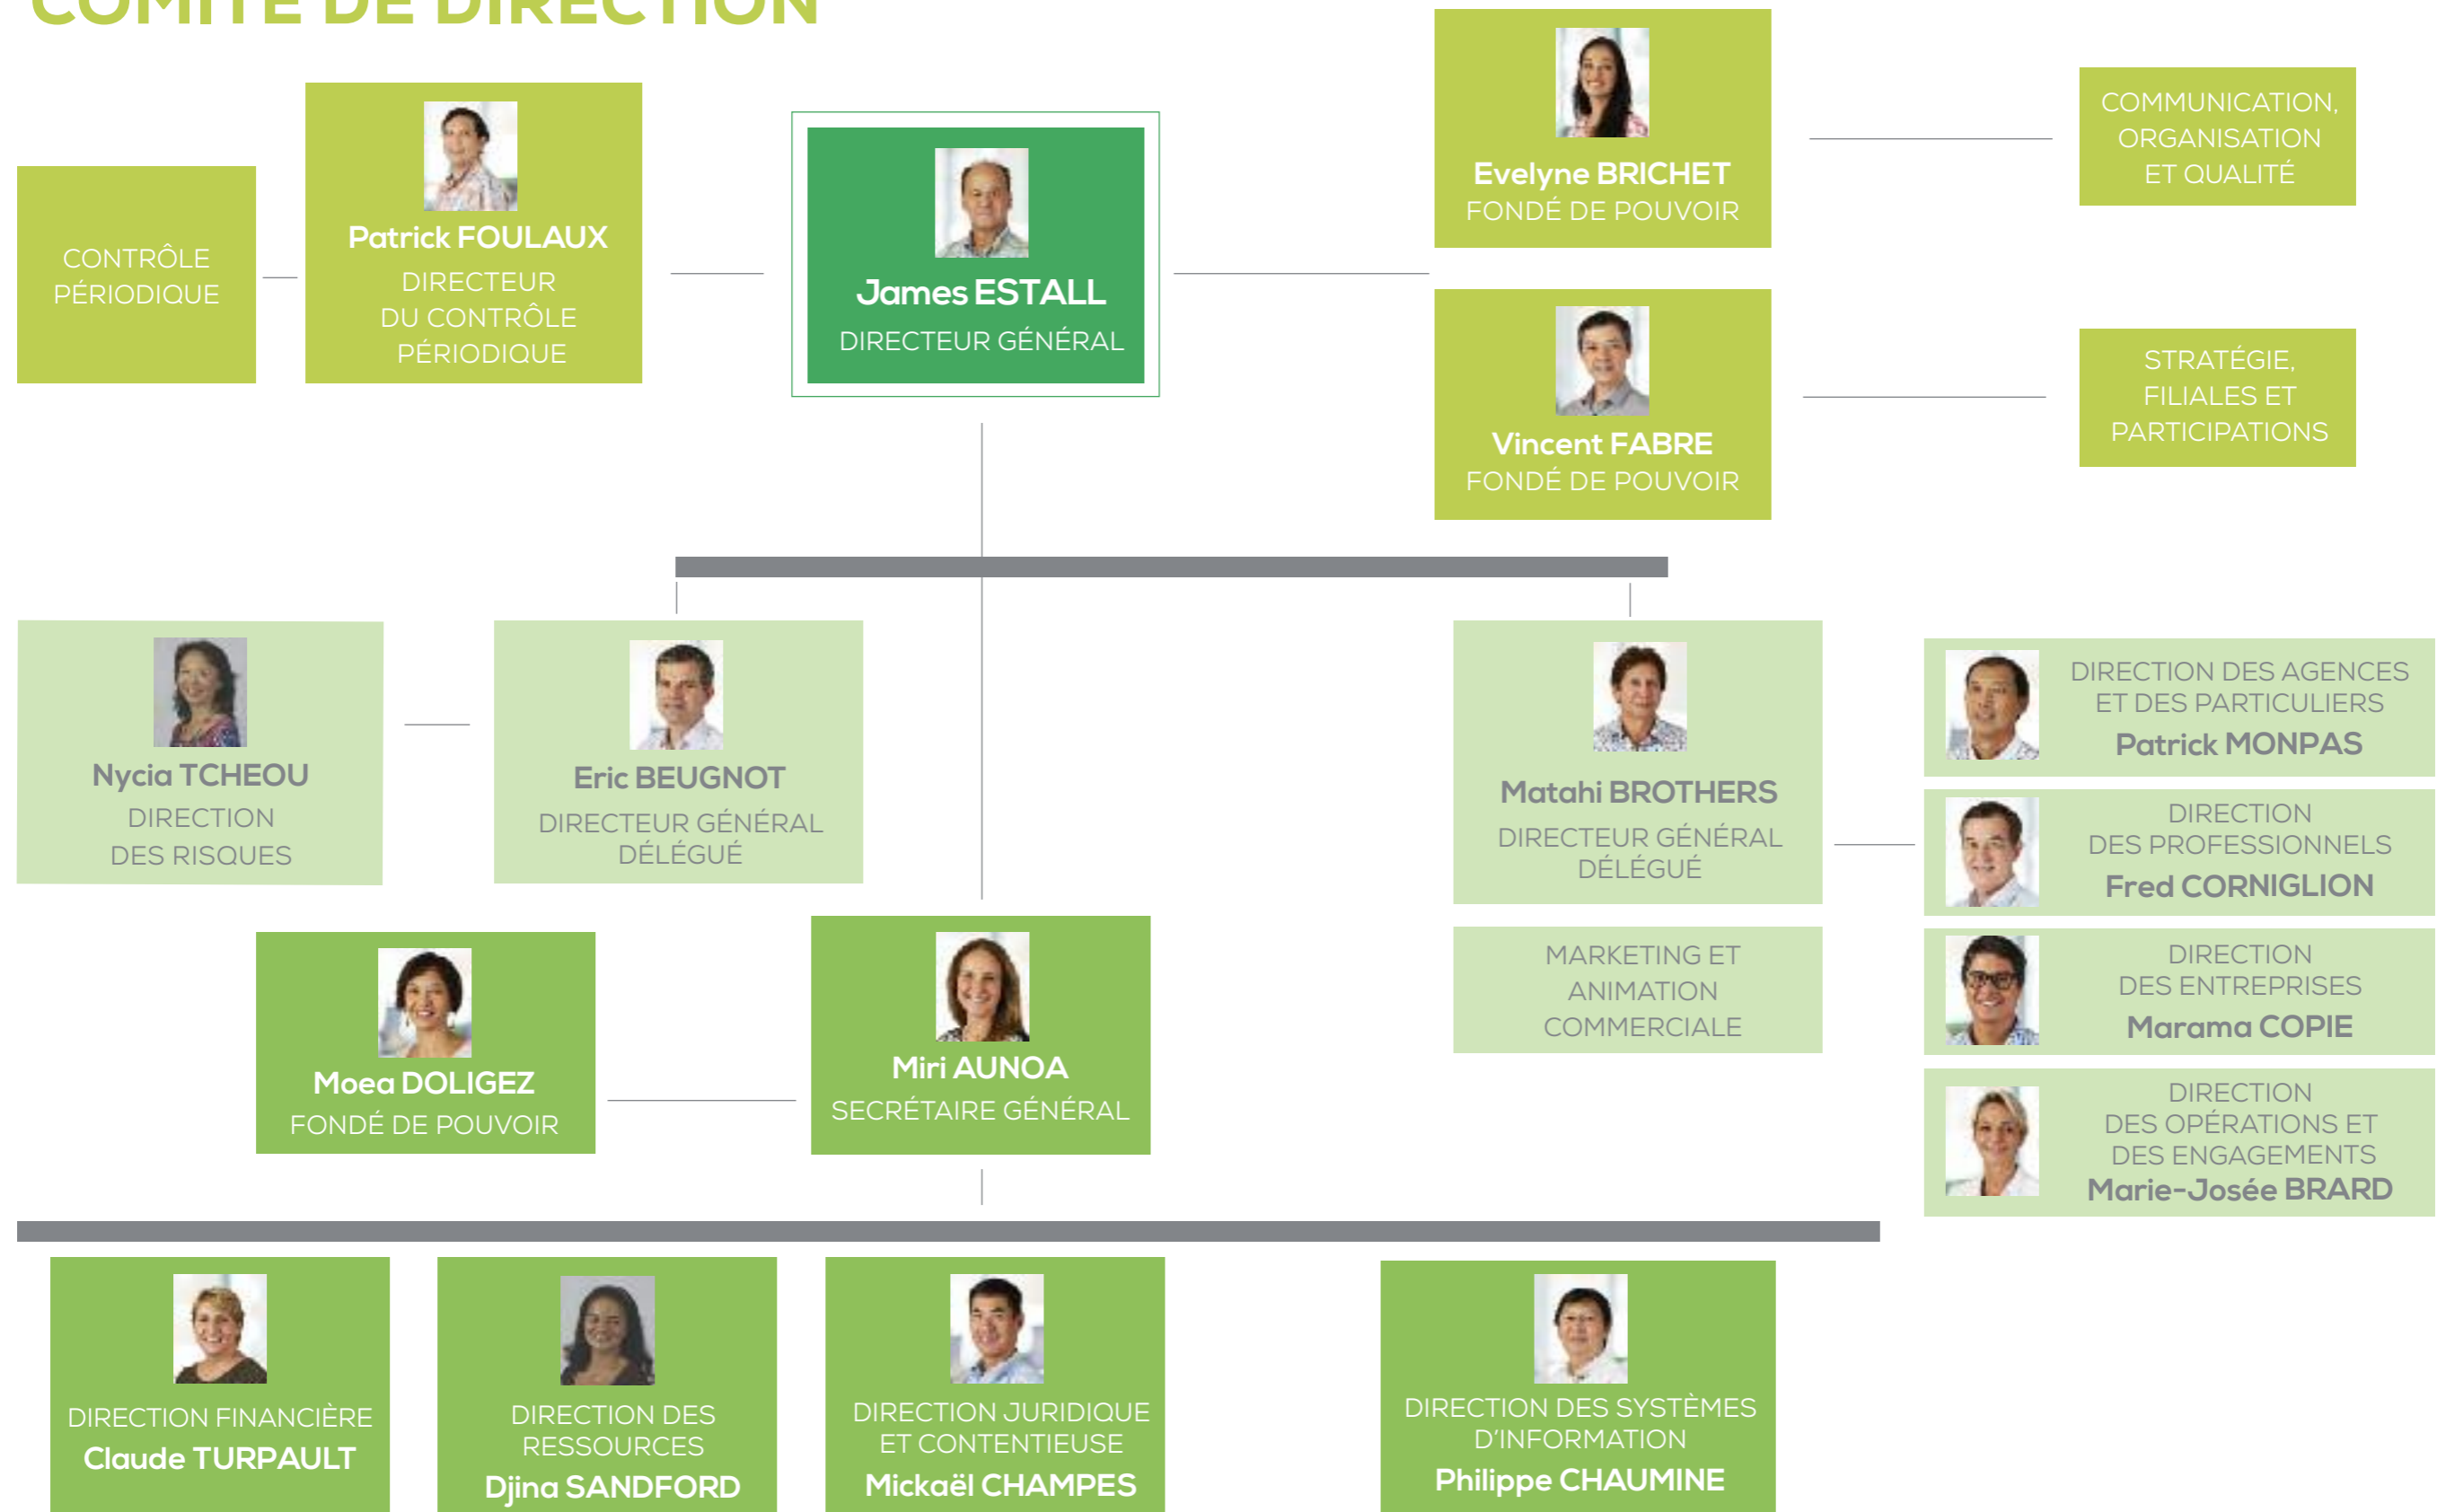 COMITÉ DE DIRECTION
CONTRÔLE
PÉRIODIQUE
Patrick FOULAUX
DIRECTEUR
DU CONTRÔLE
PÉRIODIQUE
James ESTALL
DIRECTEUR GÉNÉRAL
Evelyne BRICHET
FONDÉ DE POUVOIR
COMMUNICATION,
ORGANISATION
ET QUALITÉ
Vincent FABRE
FONDÉ DE POUVOIR
STRATÉGIE,
FILIALES ET
PARTICIPATIONS
Nycia TCHEOU
DIRECTION
DES RISQUES
Eric BEUGNOT
DIRECTEUR GÉNÉRAL
DÉLÉGUÉ
Matahi BROTHERS
DIRECTEUR GÉNÉRAL
DÉLÉGUÉ
MARKETING ET
ANIMATION
COMMERCIALE
DIRECTION DES AGENCES
ET DES PARTICULIERS
Patrick MONPAS
DIRECTION
DES PROFESSIONNELS
Fred CORNIGLION
DIRECTION
DES ENTREPRISES
Marama COPIE
DIRECTION
DES OPÉRATIONS ET
DES ENGAGEMENTS
Marie-Josée BRARD
Moea DOLIGEZ
FONDÉ DE POUVOIR
Miri AUNOA
SECRÉTAIRE GÉNÉRAL
DIRECTION FINANCIÈRE
Claude TURPAULT
DIRECTION DES
RESSOURCES
Djina SANDFORD
DIRECTION JURIDIQUE
ET CONTENTIEUSE
Mickaël CHAMPES
DIRECTION DES SYSTÈMES
D'INFORMATION
Philippe CHAUMINE